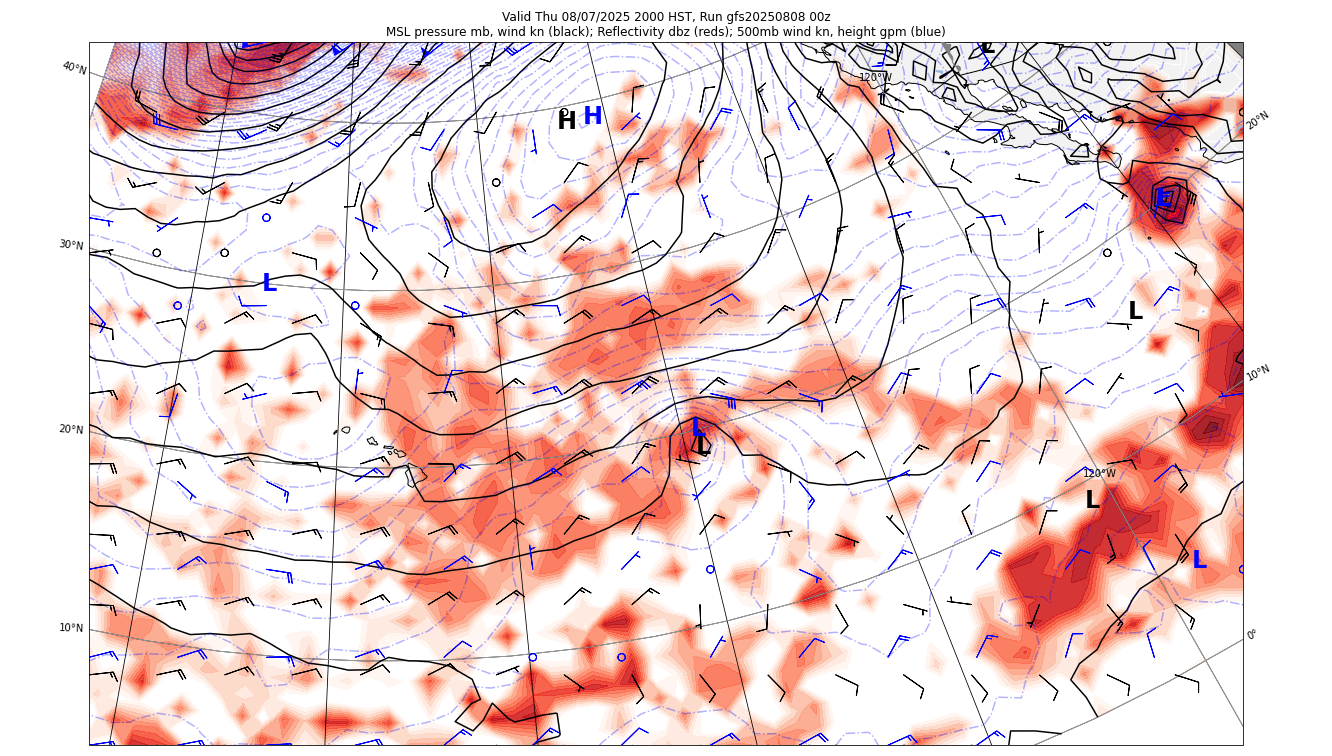 Valid Thu 08/07/2025 2000 HST, Run gfs20250808 00z
MSL pressure mb, wind kn (black); Reflectivity dbz (reds); 500mb wind kn, height gpm (blue)
L
40°N
120°W
H H
20°N
L
30°N
L
L
10°N
L
20°N
L
120°W
L
L
10°N
0°